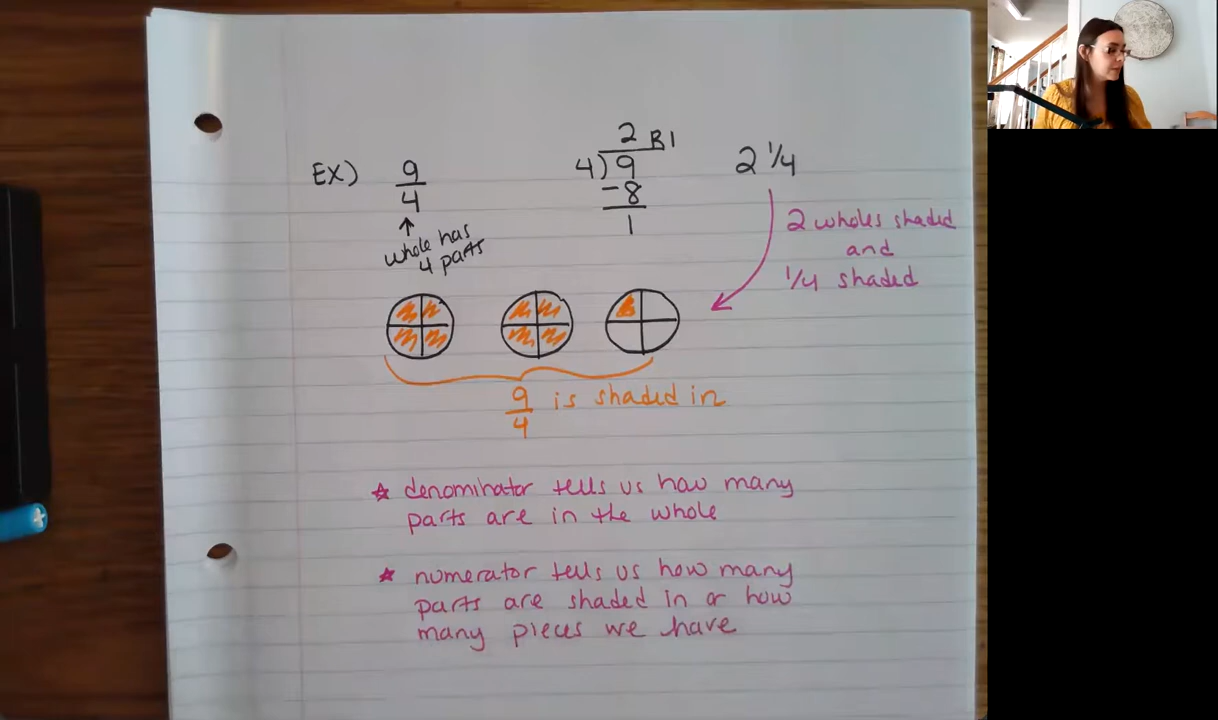 EX) 9/4
↑
whole has
4 parts
2 R1
4)9
-8
1
2 1/4
2 wholes shaded
and
1/4 shaded
9/4 is shaded in
☆ denominator tells us how many
parts are in the whole
☆ numerator tells us how many
parts are shaded in or how
many pieces we have